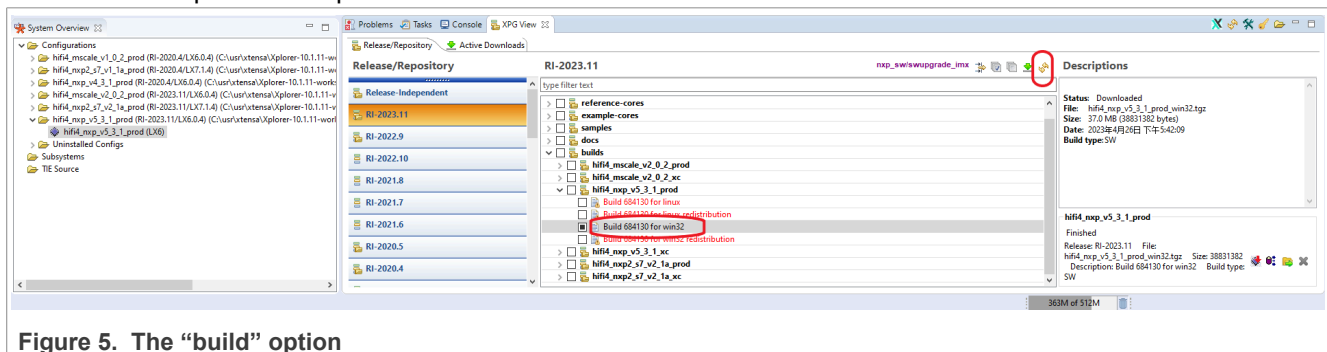 System Overview
Configurations
hifi4_mscale_v1_0_2_prod (RI-2020.4/LX6.0.4) (C:\usr\xtensa\Xplorer-10.1.11-w
hifi4_nxp2_s7_v1_1a_prod (RI-2020.4/LX7.1.4) (C:\usr\xtensa\Xplorer-10.1.11-w
hifi4_nxp_v4_3_1_prod (RI-2020.4/LX6.0.4) (C:\usr\xtensa\Xplorer-10.1.11-works
hifi4_mscale_v2_0_2_prod (RI-2023.11/LX6.0.4) (C:\usr\xtensa\Xplorer-10.1.11-v
hifi4_nxp2_s7_v2_1a_prod (RI-2023.11/LX7.1.4) (C:\usr\xtensa\Xplorer-10.1.11-v
hifi4_nxp_v5_3_1_prod (RI-2023.11/LX6.0.4) (C:\usr\xtensa\Xplorer-10.1.11-worl
hifi4_nxp_v5_3_1_prod (LX6)
Uninstalled Configs
Subsystems
TIE Source
Problems Tasks Console XPG View
Release/Repository Active Downloads
Release/Repository
Release-Independent
RI-2023.11
RI-2022.9
RI-2022.10
RI-2021.8
RI-2021.7
RI-2021.6
RI-2020.5
RI-2020.4
RI-2023.11 nxp_sw/swupgrade_imx
type filter text
reference-cores
example-cores
samples
docs
builds
hifi4_mscale_v2_0_2_prod
hifi4_mscale_v2_0_2_xc
hifi4_nxp_v5_3_1_prod
Build 684130 for linux
Build 684130 for linux redistribution
Build 684130 for win32
Build 684130 for win32 redistribution
hifi4_nxp_v5_3_1_xc
hifi4_nxp2_s7_v2_1a_prod
hifi4_nxp2_s7_v2_1a_xc
Descriptions
Status: Downloaded
File: hifi4_nxp_v5_3_1_prod_win32.tgz
Size: 37.0 MB (38831382 bytes)
Date: 2023年4月26日 下午5:42:09
Build type: SW
hifi4_nxp_v5_3_1_prod
Finished
Release: RI-2023.11 File:
hifi4_nxp_v5_3_1_prod_win32.tgz Size: 38831382
Description: Build 684130 for win32 Build type:
SW
363M of 512M
Figure 5. The “build” option